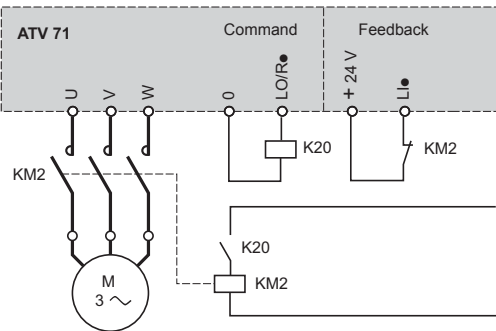 ATV 71
Command
Feedback
U
V
W
0
LO/R●
+ 24 V
LI●
KM2
K20
KM2
K20
KM2
M
3 ~